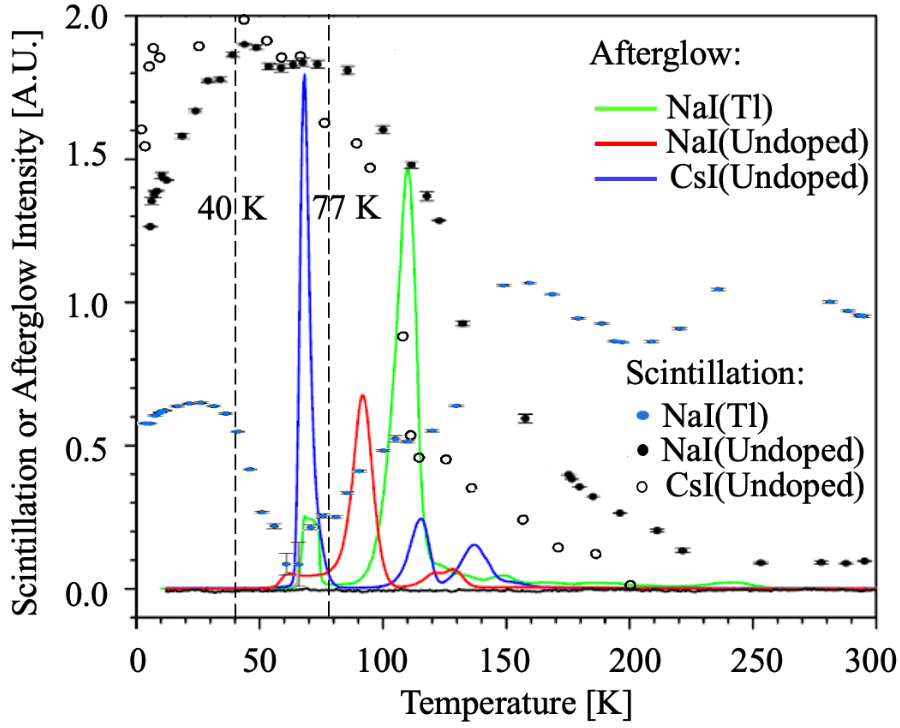 Scintillation or Afterglow Intensity [A.U.]
2.0
1.5
1.0
0.5
0.0
40 K
77 K
Afterglow:
NaI(Tl)
NaI(Undoped)
CsI(Undoped)
Scintillation:
NaI(Tl)
NaI(Undoped)
CsI(Undoped)
0
50
100
150
200
250
300
Temperature [K]